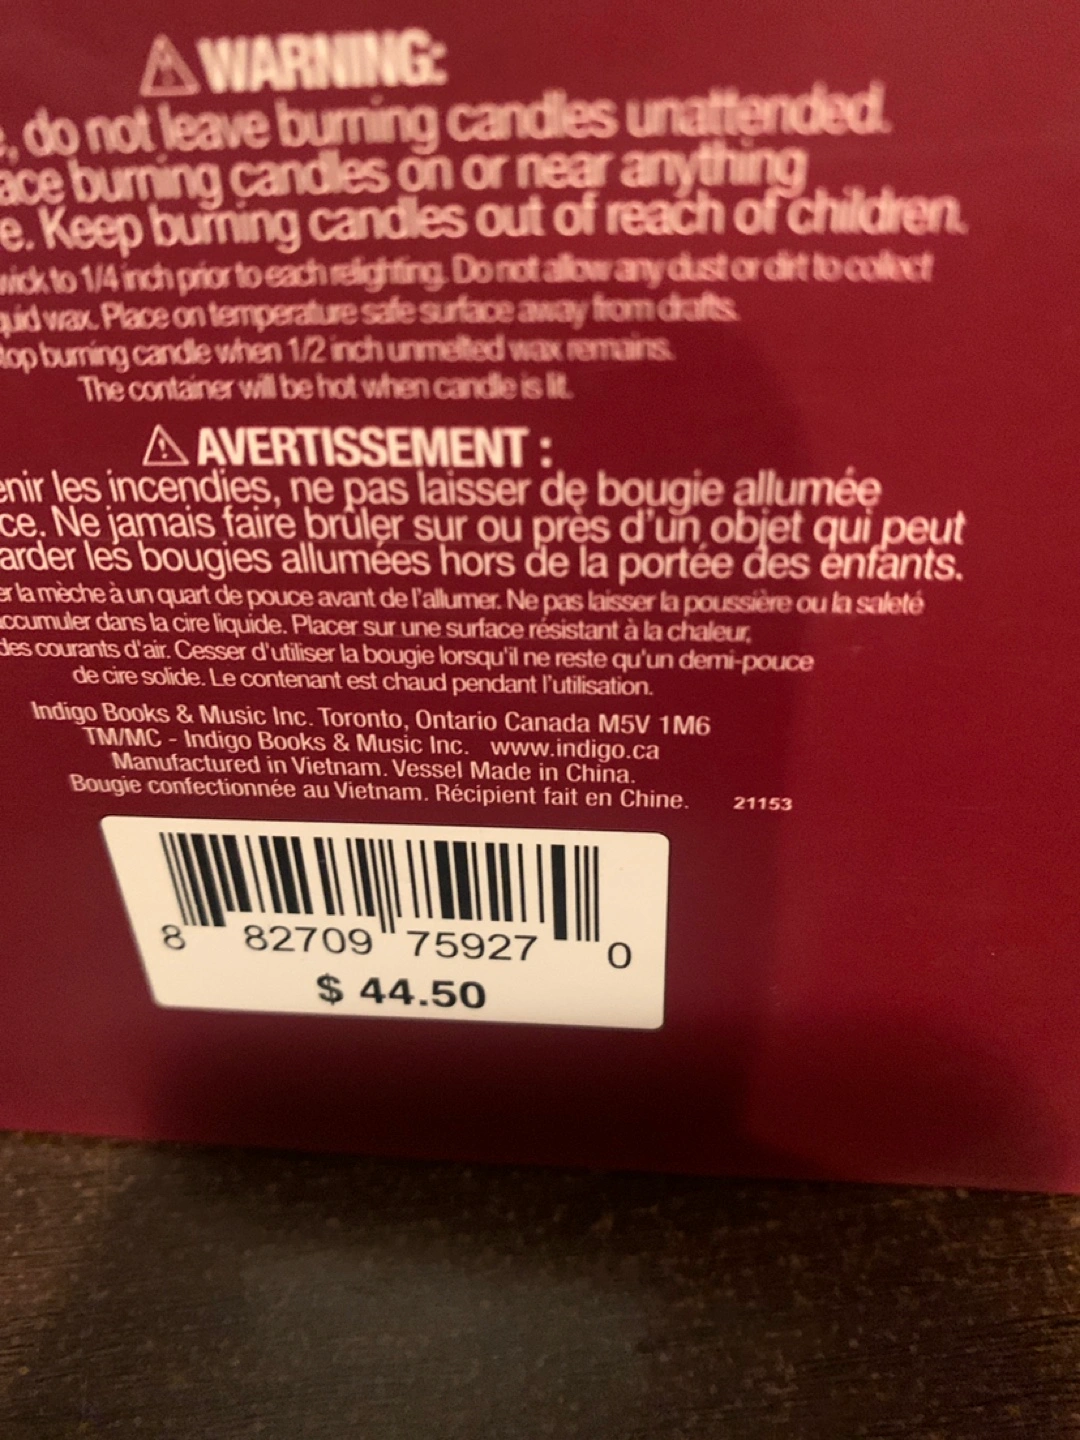 WARNING:
, do not leave burning candles unattended.
burning candles on or near anything
e. Keep burning candles out of reach of children.
wick to 1/4 inch prior to each relighting. Do not allow any dust or dirt to collect
wax. Place on temperature safe surface away from drafts.
burning candle when 1/2 inch unmelted wax remains.
The container will be hot when candle is lit.
AVERTISSEMENT :
enir les incendies, ne pas laisser de bougie allumée
ce. Ne jamais faire brûler sur ou près d'un objet qui peut
arder les bougies allumées hors de la portée des enfants.
er la mèche à un quart de pouce avant de l'allumer. Ne pas laisser la poussière ou la saleté
accumuler dans la cire liquide. Placer sur une surface résistant à la chaleur,
des courants d'air. Cesser d'utiliser la bougie lorsqu'il ne reste qu'un demi-pouce
de cire solide. Le contenant est chaud pendant l'utilisation.
Indigo Books & Music Inc. Toronto, Ontario Canada M5V 1M6
TM/MC - Indigo Books & Music Inc. www.indigo.ca
Manufactured in Vietnam. Vessel Made in China.
Bougie confectionnée au Vietnam. Récipient fait en Chine. 21153
8 82709 75927 0
$ 44.50